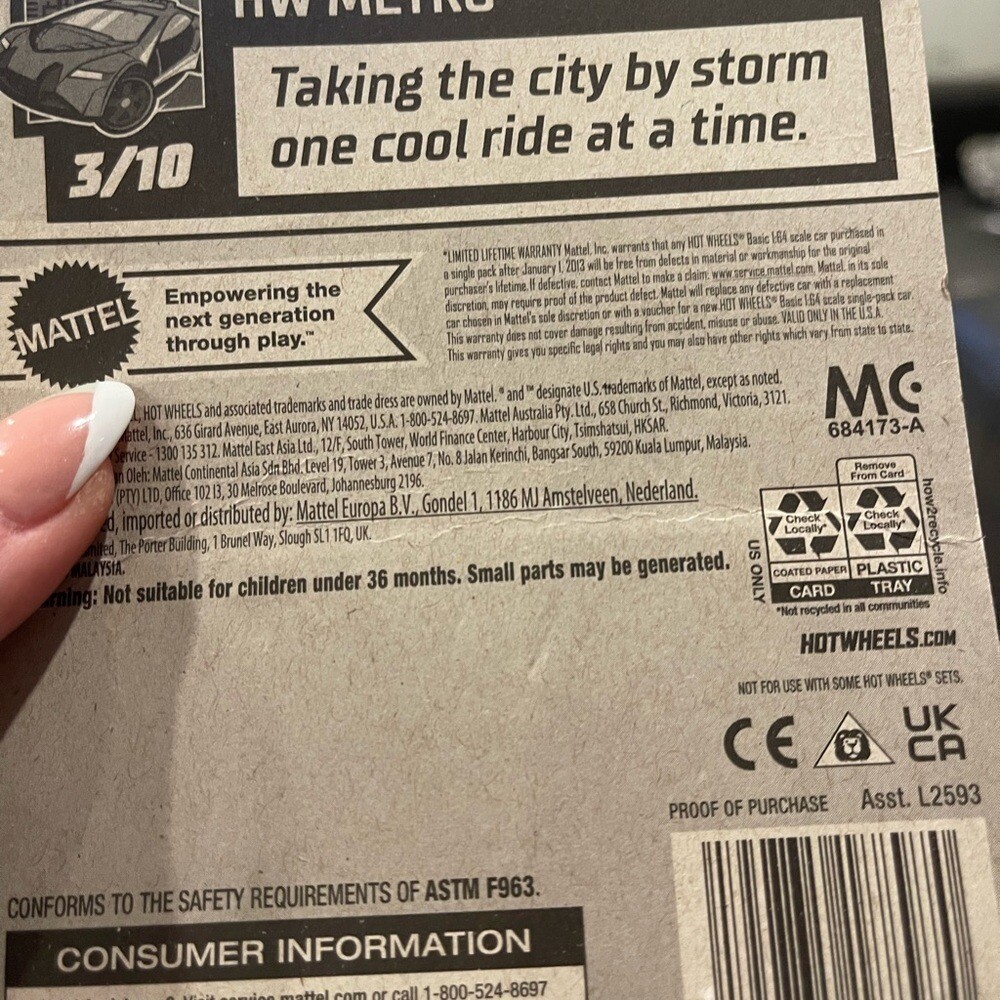 HW METRO
Taking the city by storm
one cool ride at a time.
3/10
MATTEL
Empowering the
next generation
through play.™
*LIMITED LIFETIME WARRANTY Mattel, Inc. warrants that any HOT WHEELS® Basic 1:64 scale car purchased in
a single pack after January 1, 2013 will be free from defects in material or workmanship for the original
purchaser's lifetime. If defective, contact Mattel to make a claim: www.service.mattel.com. Mattel, in its sole
discretion, may require proof of the product defect. Mattel will replace any defective car with a replacement
car chosen in Mattel's sole discretion or with a voucher for a new HOT WHEELS® Basic 1:64 scale single-pack car.
This warranty does not cover damage resulting from accident, misuse or abuse. VALID ONLY IN THE U.S.A.
This warranty gives you specific legal rights and you may also have other rights which vary from state to state.
HOT WHEELS and associated trademarks and trade dress are owned by Mattel. ® and ™ designate U.S. trademarks of Mattel, except as noted.
attel, Inc., 636 Girard Avenue, East Aurora, NY 14052, U.S.A. 1-800-524-8697. Mattel Australia Pty. Ltd., 658 Church St., Richmond, Victoria, 3121.
Service - 1300 135 312. Mattel East Asia Ltd., 12/F, South Tower, World Finance Center, Harbour City, Tsimshatsui, HKSAR.
n Oleh: Mattel Continental Asia Sdn Bhd. Level 19, Tower 3, Avenue 7, No. 8 Jalan Kerinchi, Bangsar South, 59200 Kuala Lumpur, Malaysia.
(PTY) LTD, Office 102 I3, 30 Melrose Boulevard, Johannesburg 2196.
d, imported or distributed by: Mattel Europa B.V., Gondel 1, 1186 MJ Amstelveen, Nederland.
mited, The Porter Building, 1 Brunel Way, Slough SL1 1FQ, UK.
MALAYSIA.
rning: Not suitable for children under 36 months. Small parts may be generated.
MC
684173-A
Remove
From Card
Check
Locally*
Check
Locally*
COATED PAPER
PLASTIC
CARD
TRAY
US ONLY
how2recycle.info
*Not recycled in all communities
HOTWHEELS.COM
NOT FOR USE WITH SOME HOT WHEELS® SETS.
CE
UK
CA
PROOF OF PURCHASE Asst. L2593
CONFORMS TO THE SAFETY REQUIREMENTS OF ASTM F963.
CONSUMER INFORMATION
Visit service.mattel.com or call 1-800-524-8697